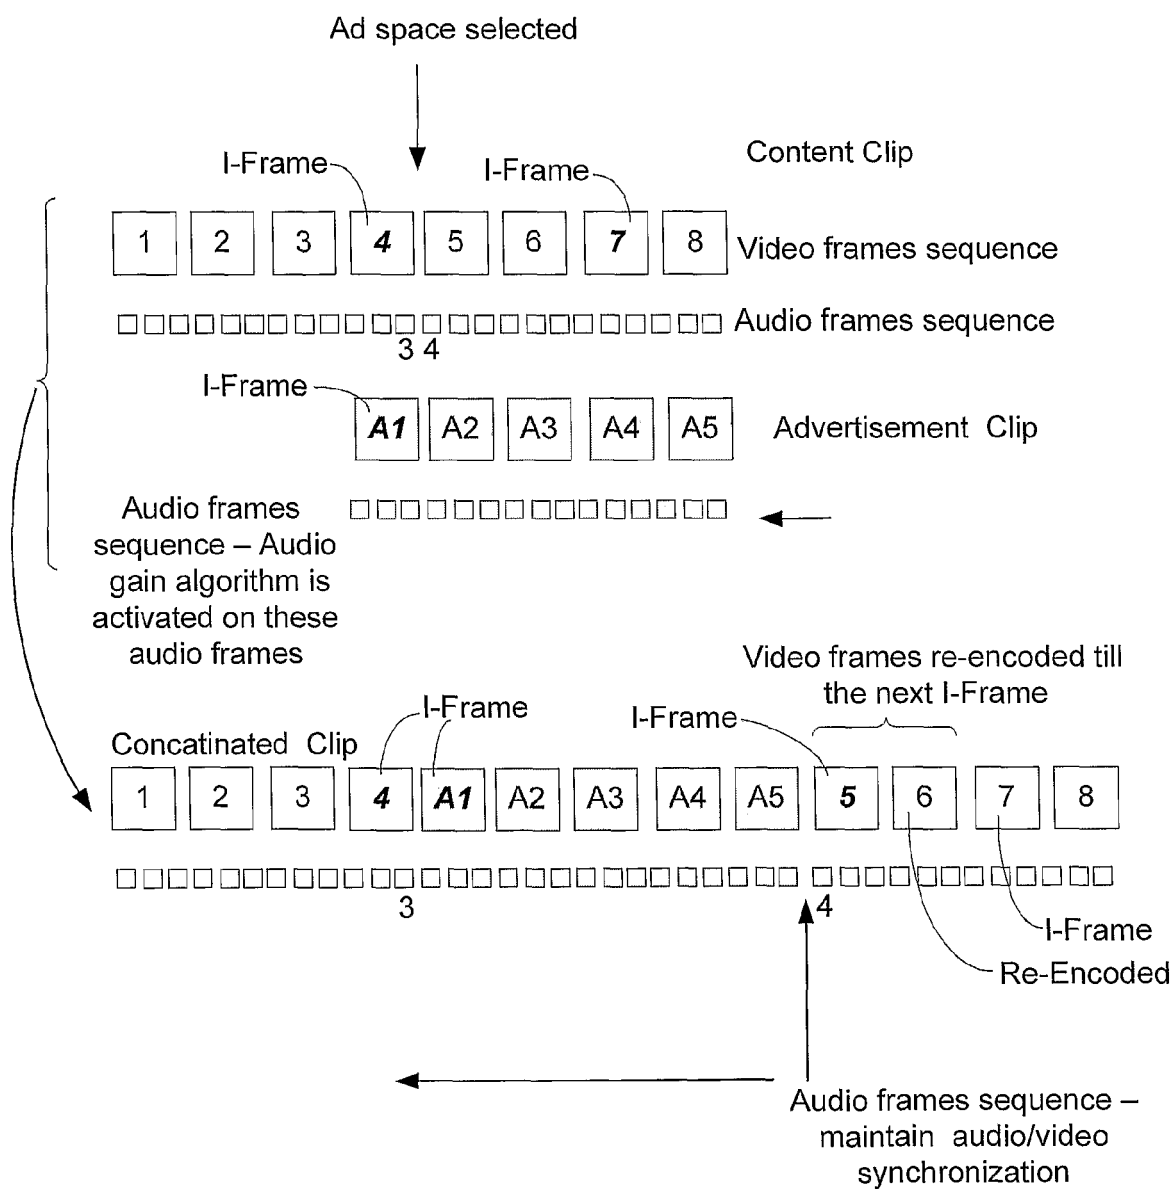 Ad space selected
I-Frame
I-Frame
Content Clip
1 2 3 4 5 6 7 8
Video frames sequence
Audio frames sequence
3 4
I-Frame
A1 A2 A3 A4 A5
Advertisement Clip
Audio frames
sequence – Audio
gain algorithm is
activated on these
audio frames
Video frames re-encoded till
the next I-Frame
I-Frame
I-Frame
Concatinated Clip
1 2 3 4 A1 A2 A3 A4 A5 5 6 7 8
3
4
I-Frame
Re-Encoded
Audio frames sequence –
maintain audio/video
synchronization